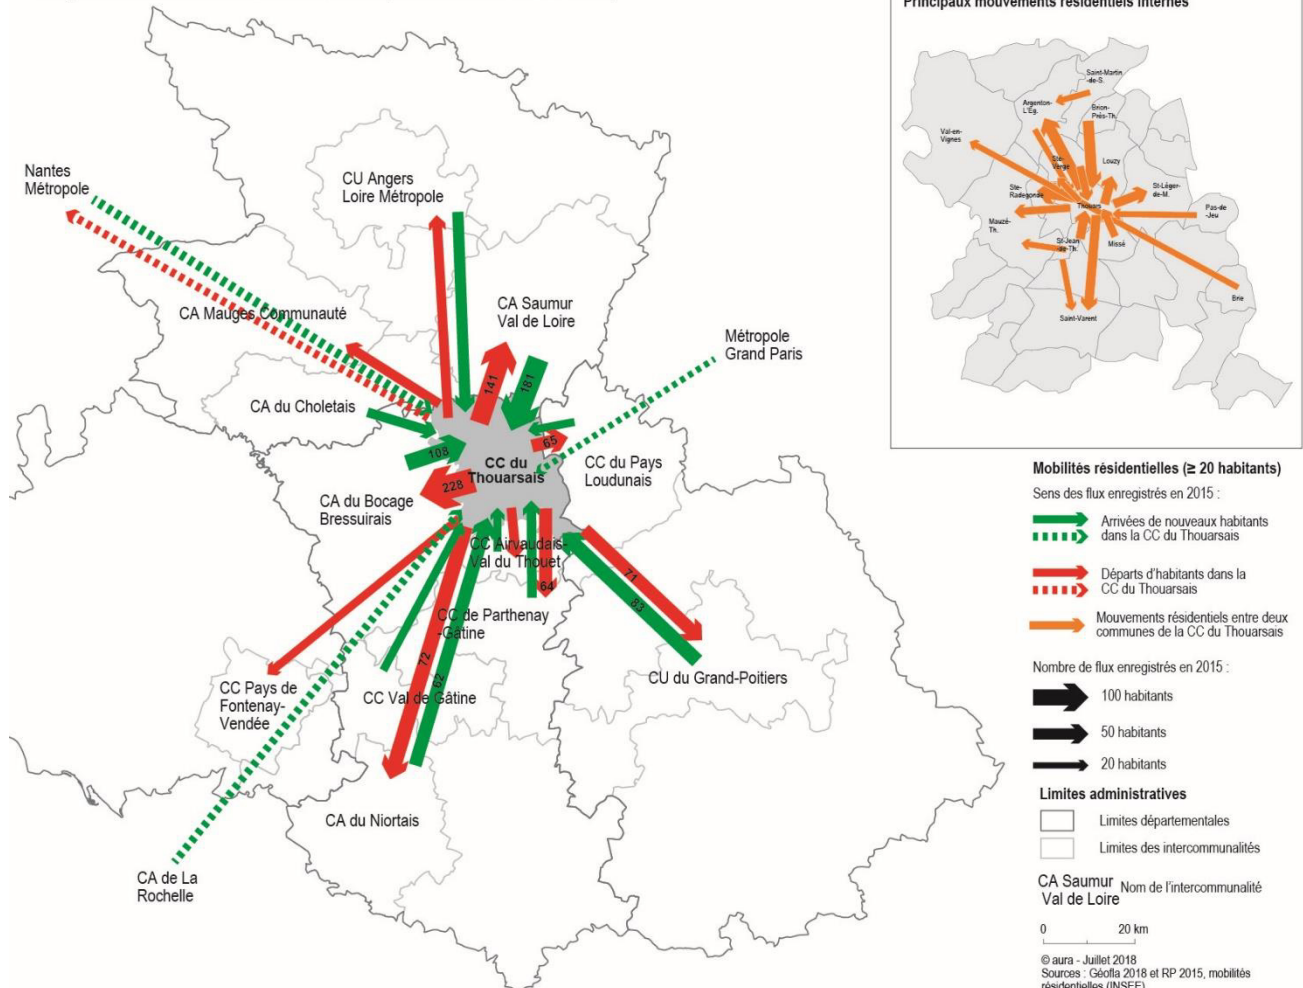 Principaux mouvements résidentiels internes
Saint-Martin
-de-S.
Argenton-
L'Ég.
Brion-
Près-Th.
Val-en-
Vignes
Ste-
Verge
Louzy
Ste-
Radegonde
St-Léger-
de-M.
Thouars
Mauzé-
Th.
Pas-de
-Jeu
St-Jean
-de-Th.
Missé
Brie
Saint-Varent
Nantes
Métropole
CU Angers
Loire Métropole
CA Mauges Communauté
CA Saumur
Val de Loire
Métropole
Grand Paris
141
181
CA du Choletais
65
108
CC du
Thouarsais
CC du Pays
Loudunais
228
CA du Bocage
Bressuirais
CC Airvaudais-
Val du Thouet
64
71
83
CC de Parthenay
-Gâtine
72
62
CC Val de Gâtine
CU du Grand-Poitiers
CC Pays de
Fontenay-
Vendée
CA du Niortais
CA de La
Rochelle
Mobilités résidentielles (≥ 20 habitants)
Sens des flux enregistrés en 2015 :
Arrivées de nouveaux habitants
dans la CC du Thouarsais
Départs d'habitants dans la
CC du Thouarsais
Mouvements résidentiels entre deux
communes de la CC du Thouarsais
Nombre de flux enregistrés en 2015 :
100 habitants
50 habitants
20 habitants
Limites administratives
Limites départementales
Limites des intercommunalités
CA Saumur
Val de Loire
Nom de l'intercommunalité
0 20 km
© aura - Juillet 2018
Sources : Géofla 2018 et RP 2015, mobilités
résidentielles (INSEE)